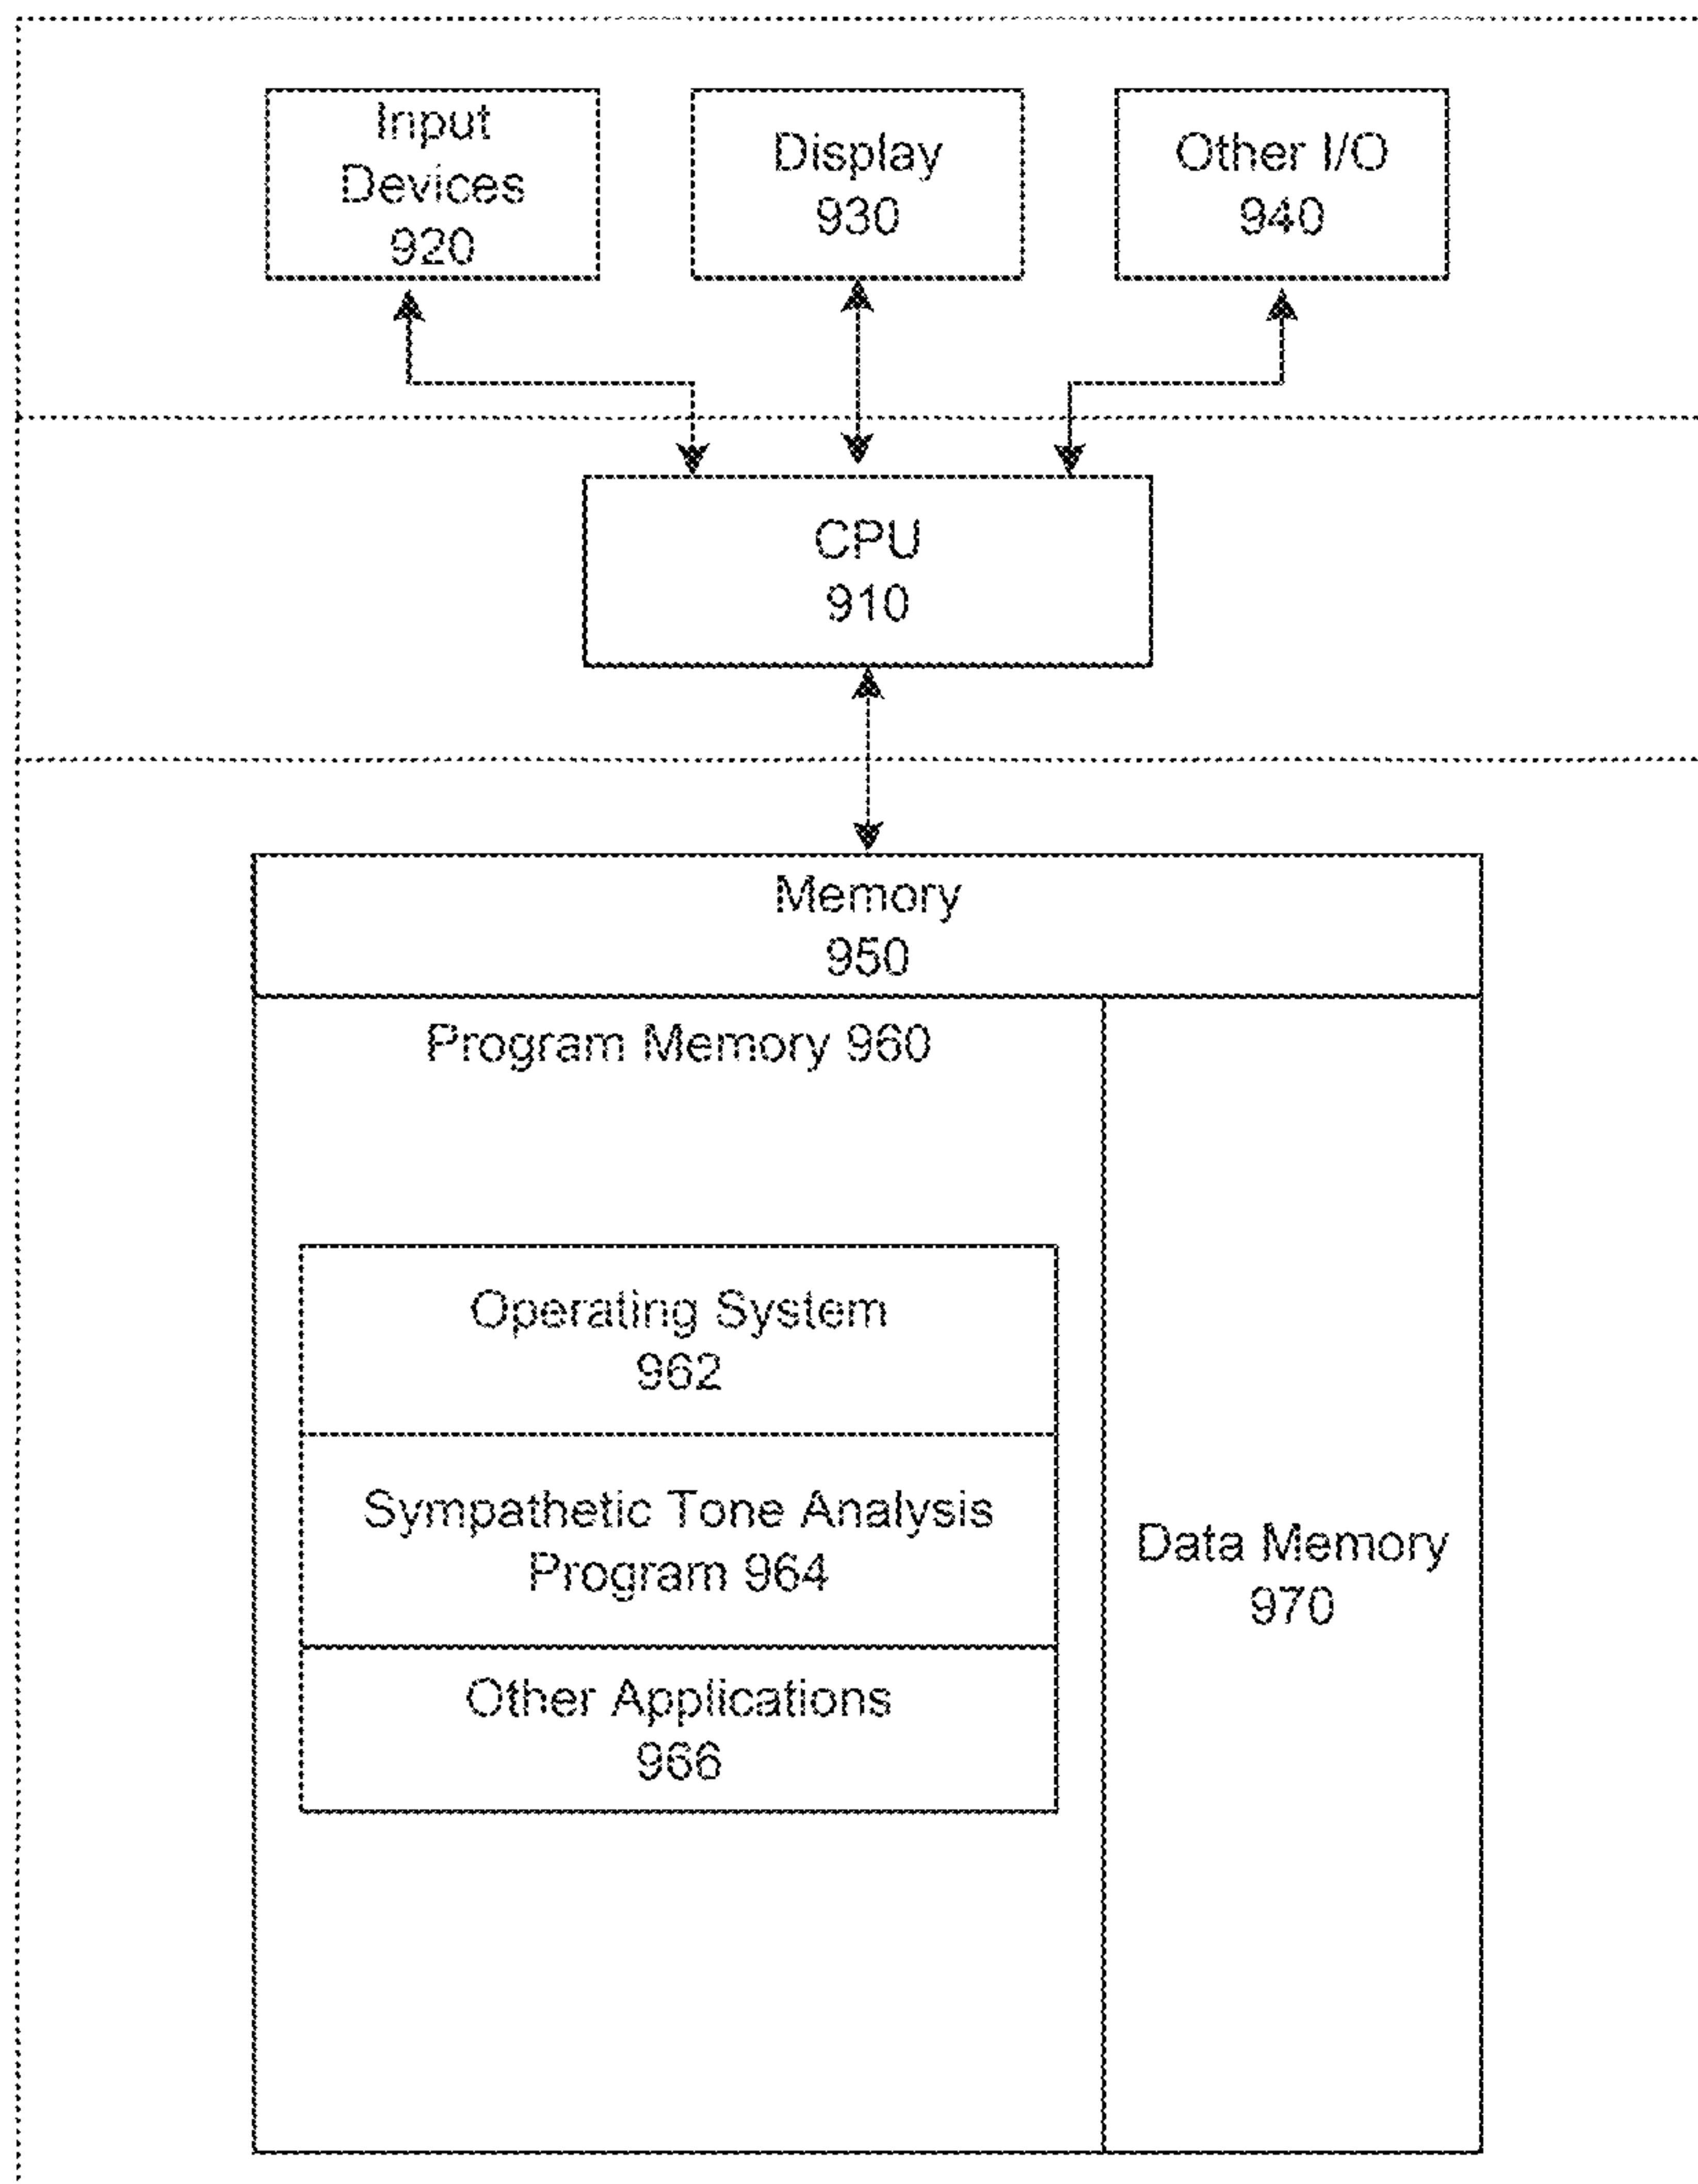 Input
Devices
920
Display
930
Other I/O
940
CPU
910
Memory
950
Program Memory 960
Operating System
962
Sympathetic Tone Analysis
Program 964
Other Applications
966
Data Memory
970